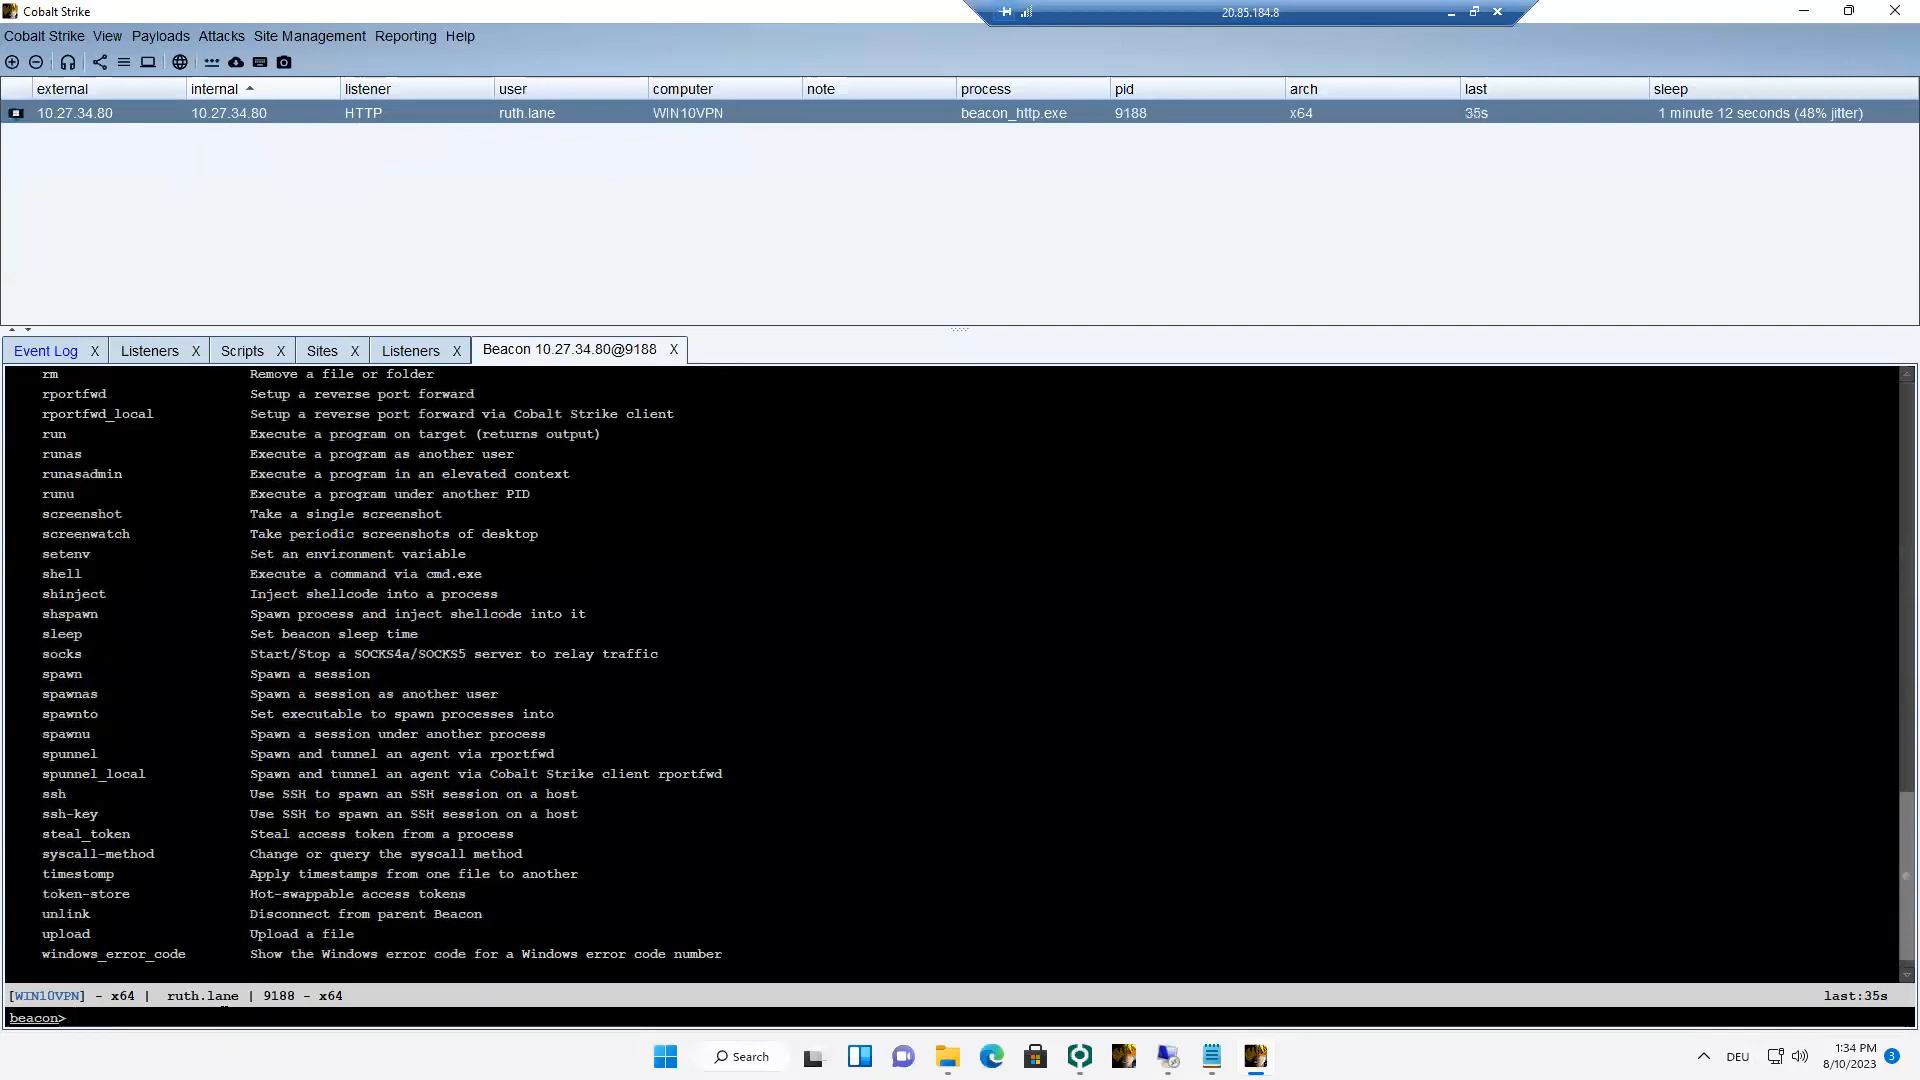 Cobalt Strike
20.85.184.8
Cobalt Strike View Payloads Attacks Site Management Reporting Help
external internal listener user computer note process pid arch last sleep
10.27.34.80 10.27.34.80 HTTP ruth.lane WIN10VPN beacon_http.exe 9188 x64 35s 1 minute 12 seconds (48% jitter)
Event Log X Listeners X Scripts X Sites X Listeners X Beacon 10.27.34.80@9188 X
rm Remove a file or folder
rportfwd Setup a reverse port forward
rportfwd_local Setup a reverse port forward via Cobalt Strike client
run Execute a program on target (returns output)
runas Execute a program as another user
runasadmin Execute a program in an elevated context
runu Execute a program under another PID
screenshot Take a single screenshot
screenwatch Take periodic screenshots of desktop
setenv Set an environment variable
shell Execute a command via cmd.exe
shinject Inject shellcode into a process
shspawn Spawn process and inject shellcode into it
sleep Set beacon sleep time
socks Start/Stop a SOCKS4a/SOCKS5 server to relay traffic
spawn Spawn a session
spawnas Spawn a session as another user
spawnto Set executable to spawn processes into
spawnu Spawn a session under another process
spunnel Spawn and tunnel an agent via rportfwd
spunnel_local Spawn and tunnel an agent via Cobalt Strike client rportfwd
ssh Use SSH to spawn an SSH session on a host
ssh-key Use SSH to spawn an SSH session on a host
steal_token Steal access token from a process
syscall-method Change or query the syscall method
timestomp Apply timestamps from one file to another
token-store Hot-swappable access tokens
unlink Disconnect from parent Beacon
upload Upload a file
windows_error_code Show the Windows error code for a Windows error code number
[WIN10VPN] - x64 | ruth.lane | 9188 - x64 last:35s
beacon>
Search
DEU
1:34 PM
8/10/2023
3